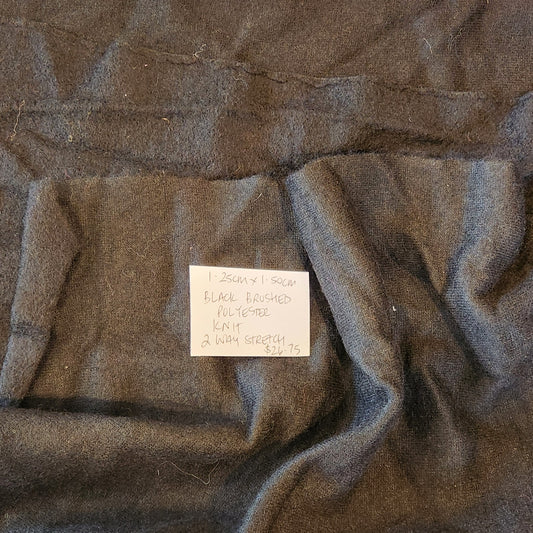 1.25cm x 1.50cm
BLACK BRUSHED
POLYESTER
KNIT
2 WAY STRETCH
$26.75